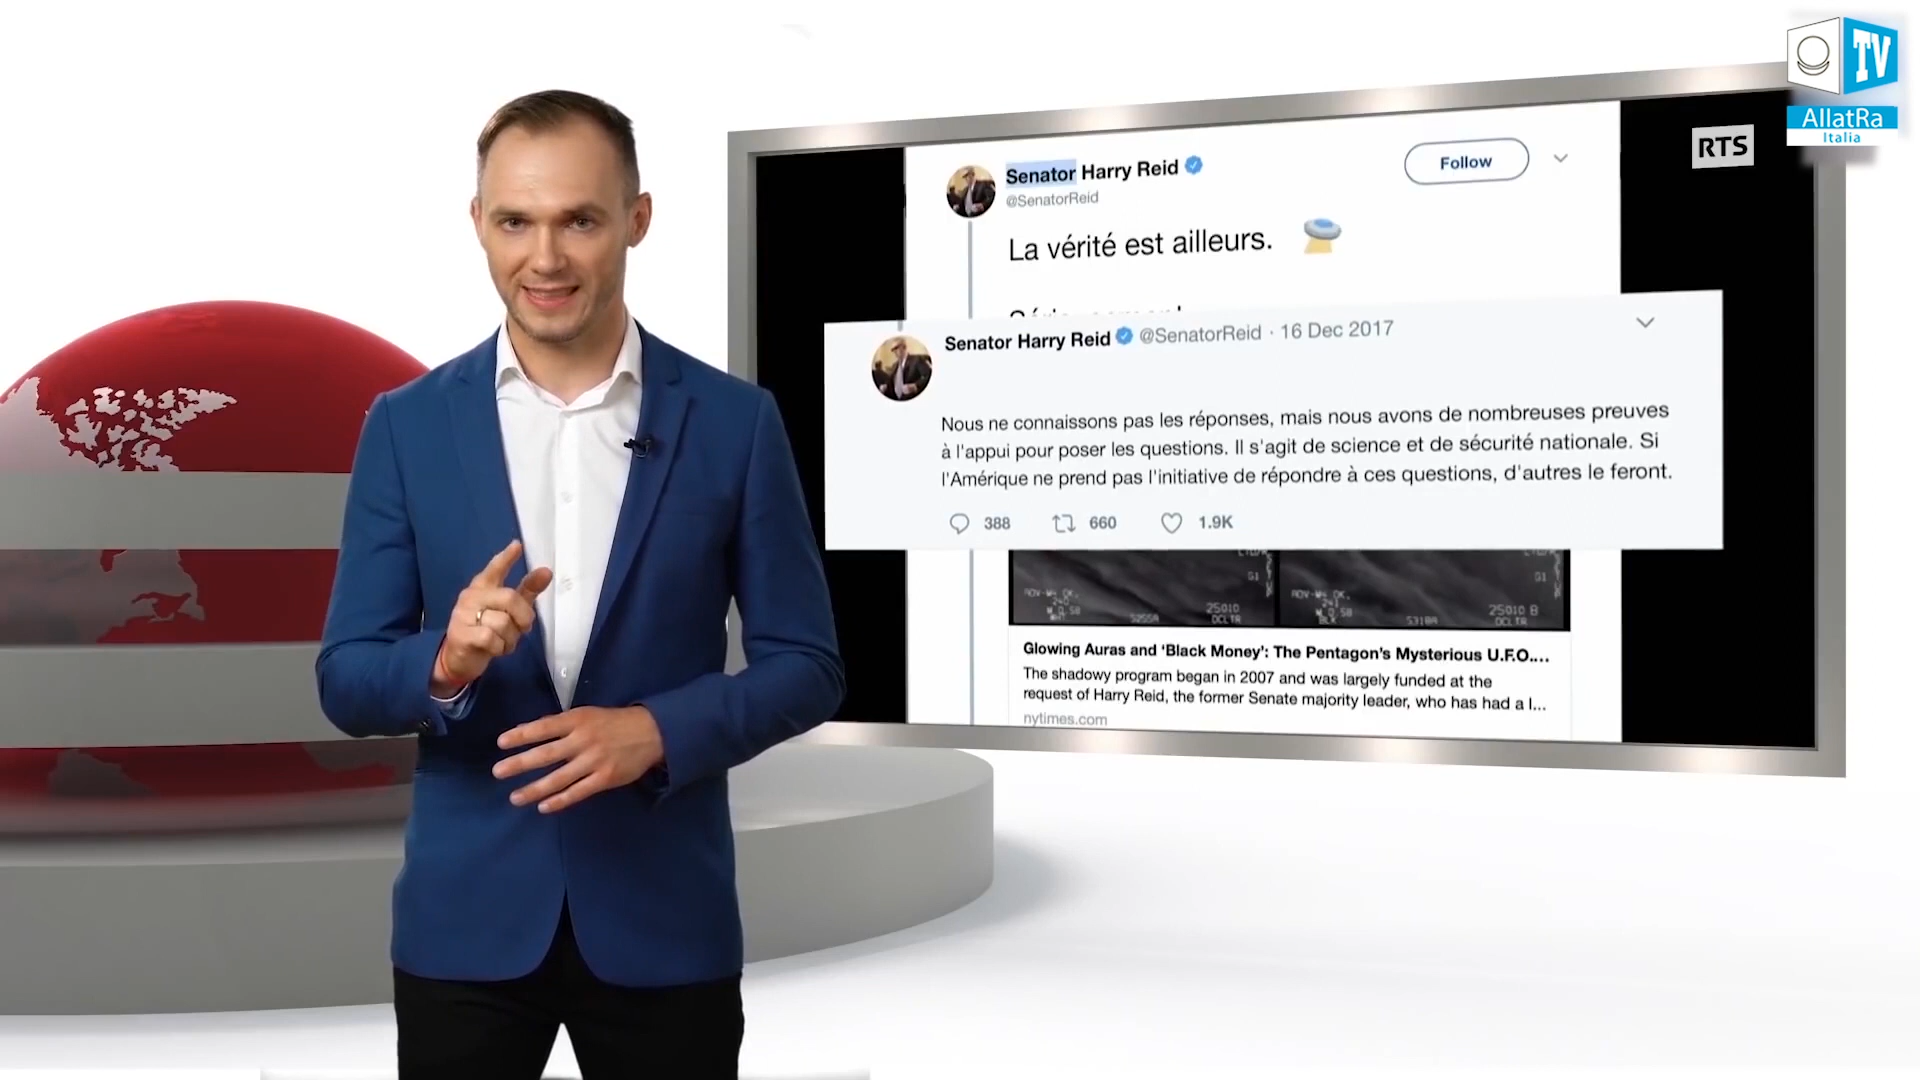 TV
AllatRa
Italia
RTS
Senator Harry Reid
@SenatorReid
Follow
La vérité est ailleurs.
Senator Harry Reid @SenatorReid · 16 Dec 2017
Nous ne connaissons pas les réponses, mais nous avons de nombreuses preuves
à l'appui pour poser les questions. Il s'agit de science et de sécurité nationale. Si
l'Amérique ne prend pas l'initiative de répondre à ces questions, d'autres le feront.
388 660 1.9K
G1 G1
25010 25010 B
Glowing Auras and ‘Black Money’: The Pentagon’s Mysterious U.F.O....
The shadowy program began in 2007 and was largely funded at the
request of Harry Reid, the former Senate majority leader, who has had a l...
nytimes.com